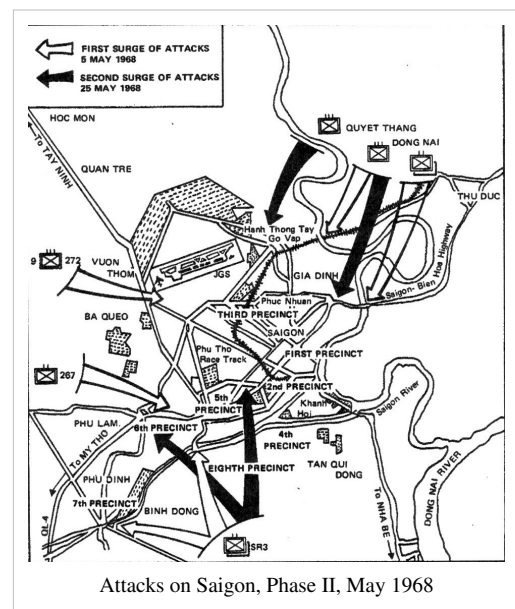 FIRST SURGE OF ATTACKS
5 MAY 1968
SECOND SURGE OF ATTACKS
25 MAY 1968
HOC MON
To TAY NINH
QUAN TRE
QUYET THANG
DONG NAI
THU DUC
Hanh Thong Tay
Go Vap
9 272
VUON
THOM
JGS
GIA DINH
Saigon-Bien Hoa Highway
BA QUEO
Phuc Nhuan
THIRD PRECINCT
SAIGON
Phu Tho
Race Track
FIRST PRECINCT
267
2nd PRECINCT
5th
PRECINCT
Khanh
Hoi
Saigon River
PHU LAM.
6th PRECINCT
4th
PRECINCT
To MY THO
EIGHTH PRECINCT
TAN QUI
DONG
PHU DINH
7th PRECINCT
BINH DONG
QL 4
SR3
To NHA BE
DONG NAI RIVER
Attacks on Saigon, Phase II, May 1968